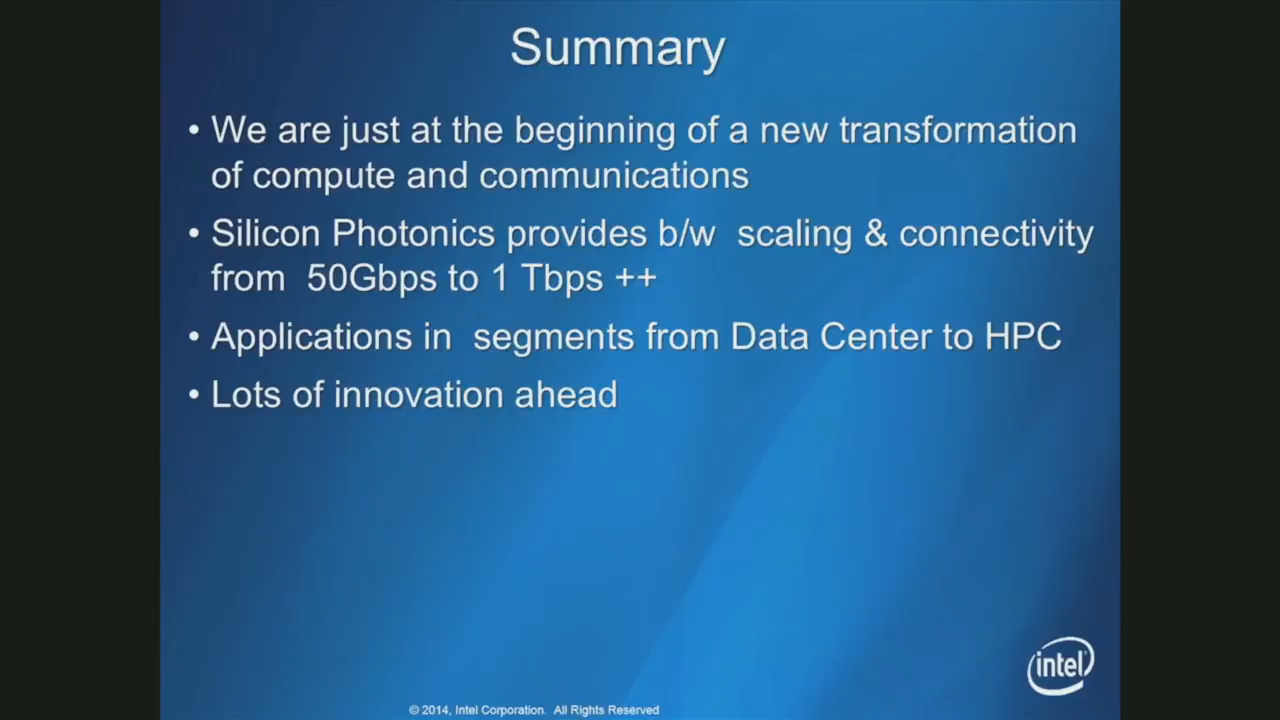 Summary
• We are just at the beginning of a new transformation
of compute and communications
• Silicon Photonics provides b/w scaling & connectivity
from 50Gbps to 1 Tbps ++
• Applications in segments from Data Center to HPC
• Lots of innovation ahead
intel
© 2014, Intel Corporation. All Rights Reserved